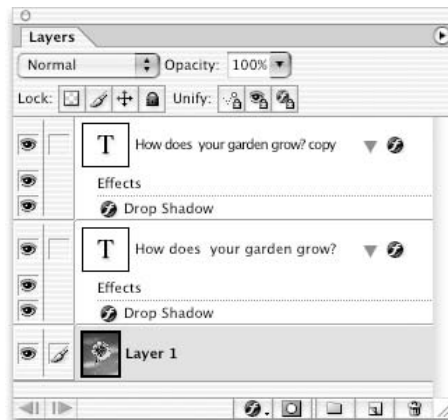 Layers
Normal Opacity: 100%
Lock: Unify:
T How does your garden grow? copy
Effects
Drop Shadow
T How does your garden grow?
Effects
Drop Shadow
Layer 1